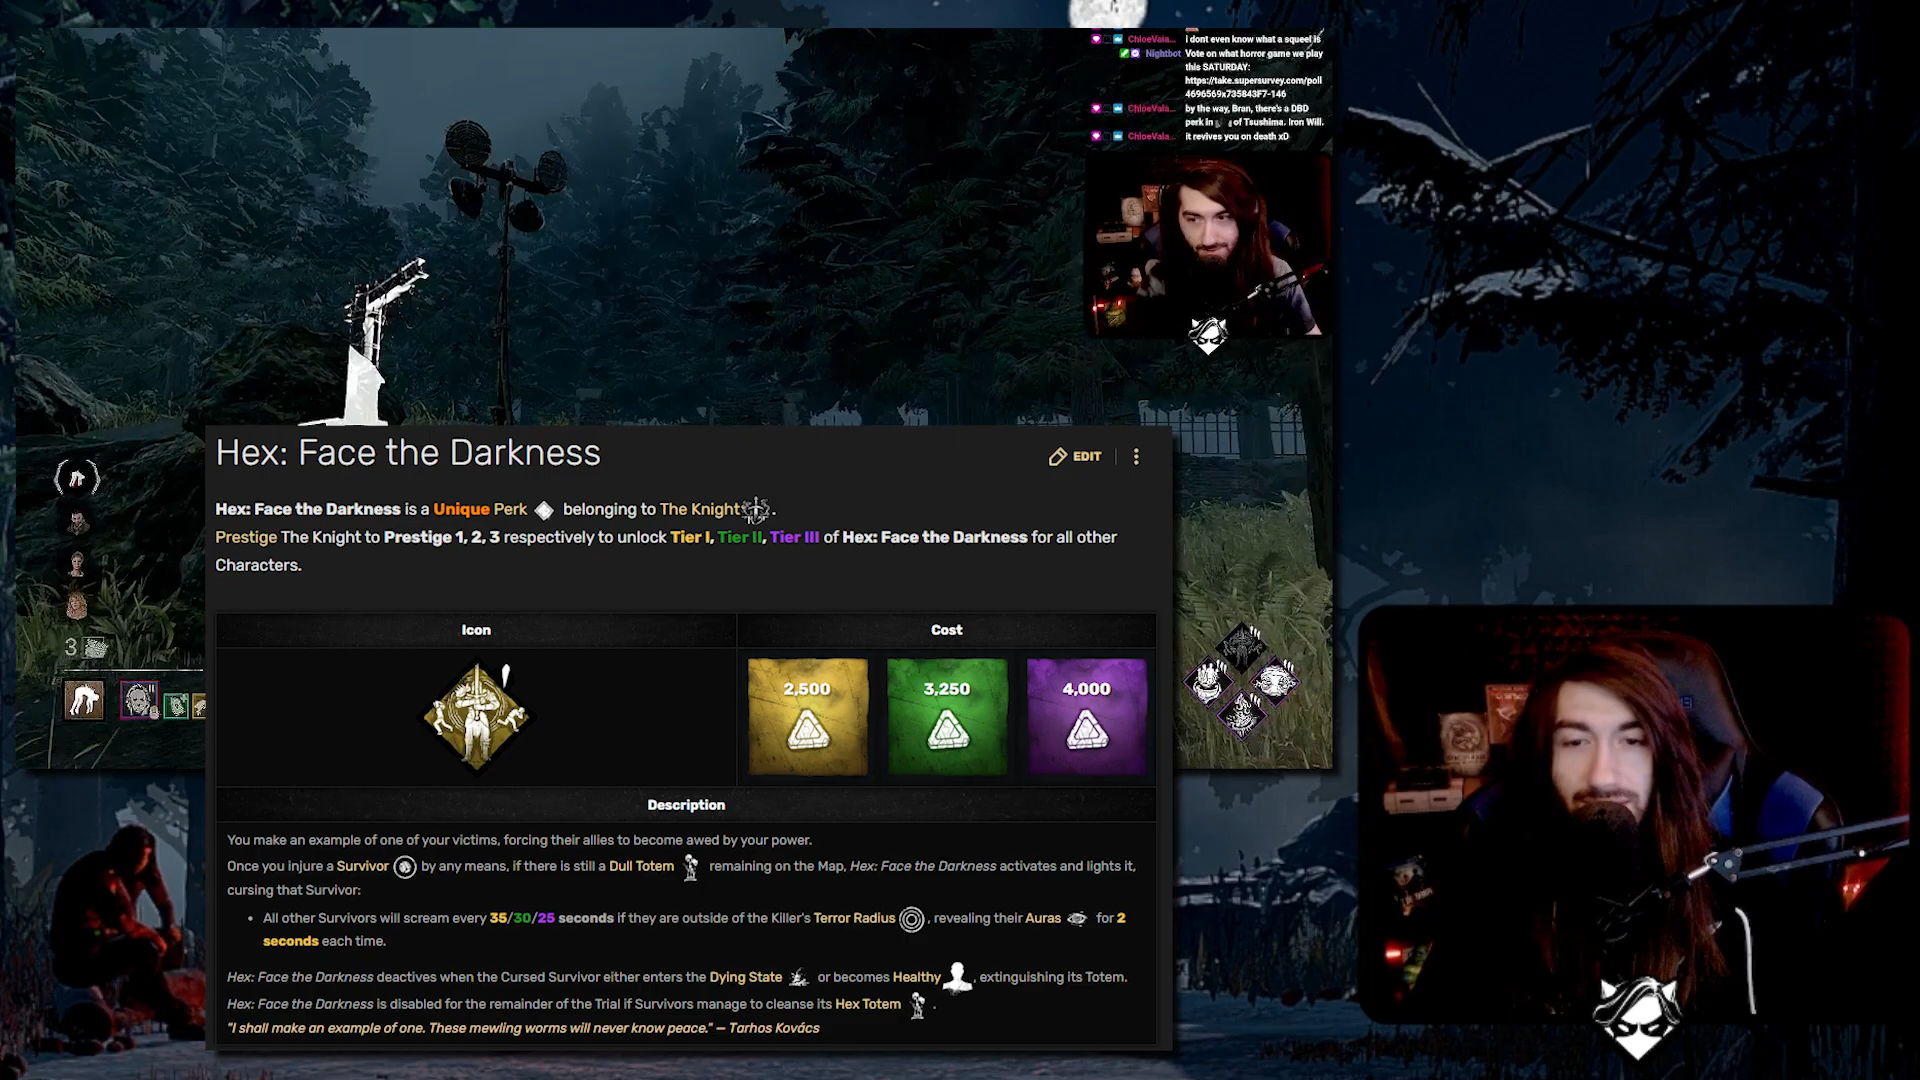 ChloeVala... i dont even know what a squeel is
Nightbot Vote on what horror game we play
this SATURDAY:
https://take.supersurvey.com/poll
4696569x735843F7-146
ChloeVala... by the way, Bran, there's a DBD
perk in of Tsushima. Iron Will.
ChloeVala... it revives you on death xD
Hex: Face the Darkness
EDIT
Hex: Face the Darkness is a Unique Perk belonging to The Knight.
Prestige The Knight to Prestige 1, 2, 3 respectively to unlock Tier I, Tier II, Tier III of Hex: Face the Darkness for all other
Characters.
Icon
Cost
2,500
3,250
4,000
Description
You make an example of one of your victims, forcing their allies to become awed by your power.
Once you injure a Survivor by any means, if there is still a Dull Totem remaining on the Map, Hex: Face the Darkness activates and lights it,
cursing that Survivor:
• All other Survivors will scream every 35/30/25 seconds if they are outside of the Killer's Terror Radius, revealing their Auras for 2
seconds each time.
Hex: Face the Darkness deactives when the Cursed Survivor either enters the Dying State or becomes Healthy, extinguishing its Totem.
Hex: Face the Darkness is disabled for the remainder of the Trial if Survivors manage to cleanse its Hex Totem.
"I shall make an example of one. These mewling worms will never know peace." — Tarhos Kovács
3